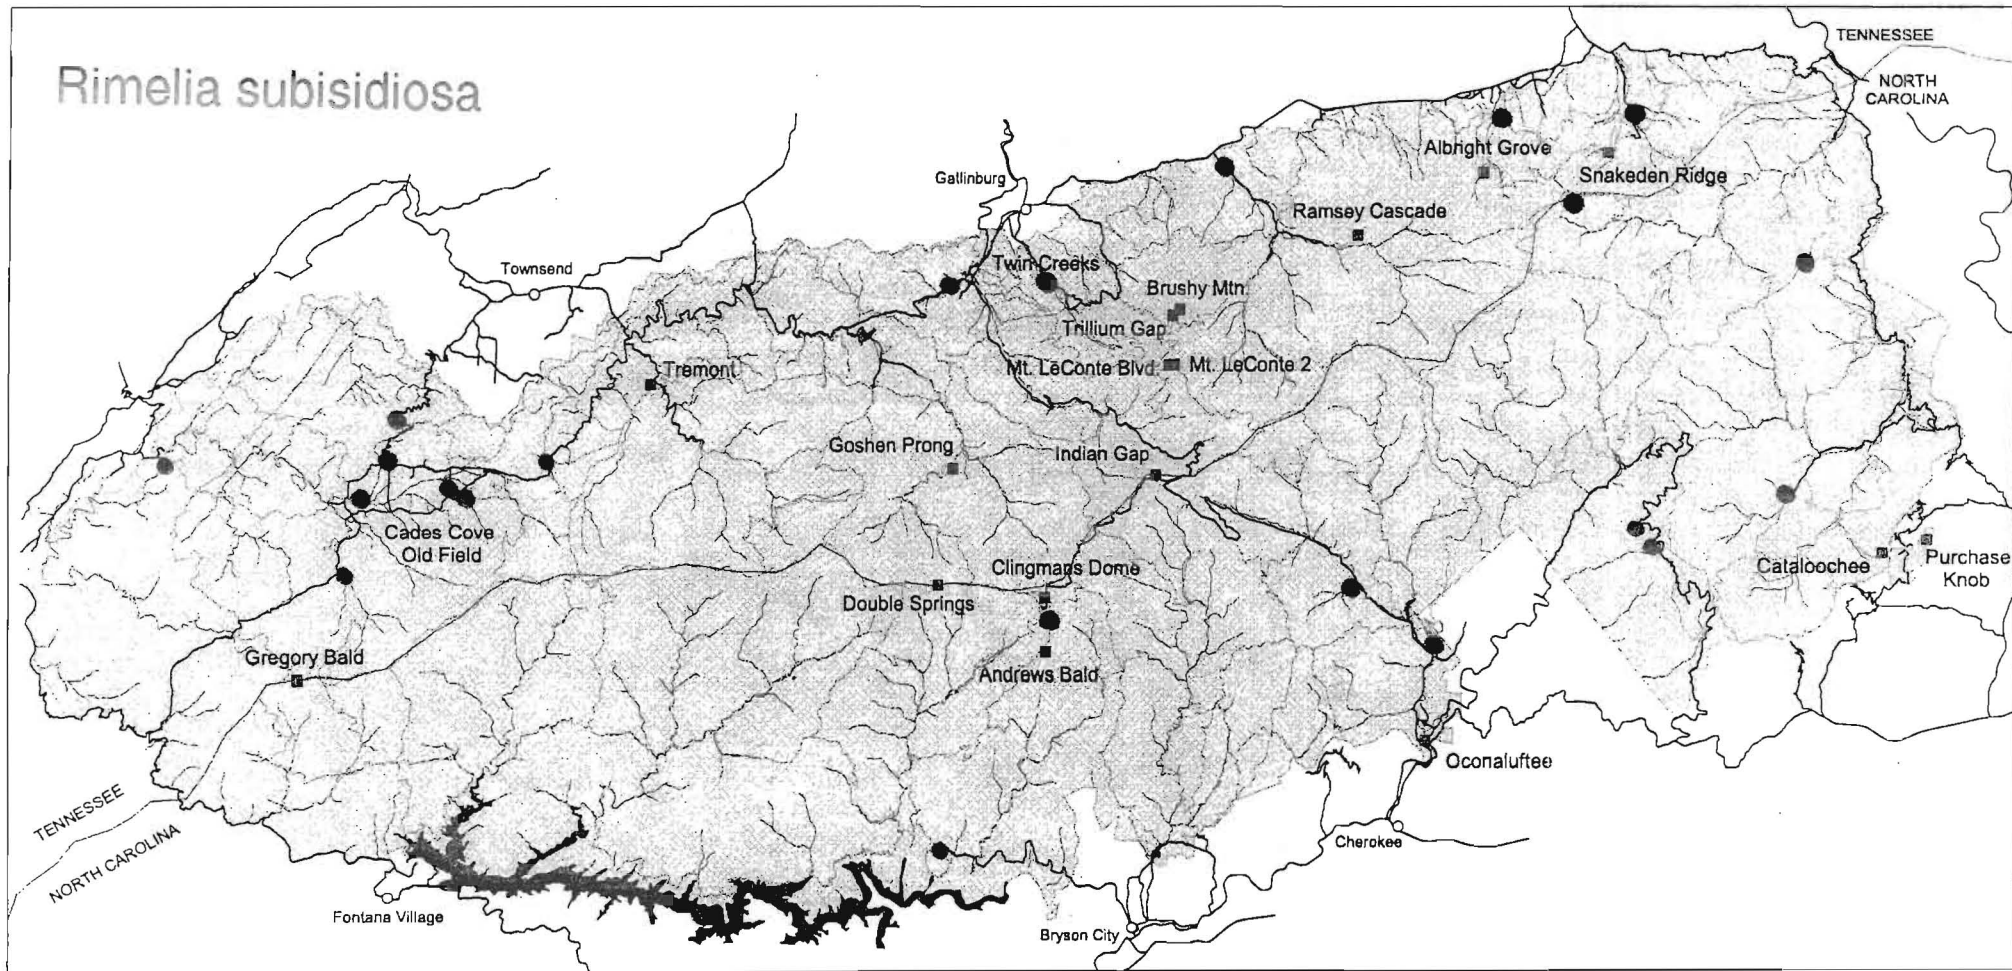 Rimelia subisidiosa
TENNESSEE
NORTH
CAROLINA
Albright Grove
Snakeden Ridge
Gatlinburg
Ramsey Cascade
Townsend
Twin Creeks
Brushy Mtn
Trillium Gap
Mt. LeConte Blvd.
Mt. LeConte 2
Tremont
Goshen Prong
Indian Gap
Cades Cove
Old Field
Clingmans Dome
Cataloochee
Purchase
Knob
Double Springs
Gregory Bald
Andrews Bald
Oconaluftee
TENNESSEE
NORTH CAROLINA
Cherokee
Fontana Village
Bryson City